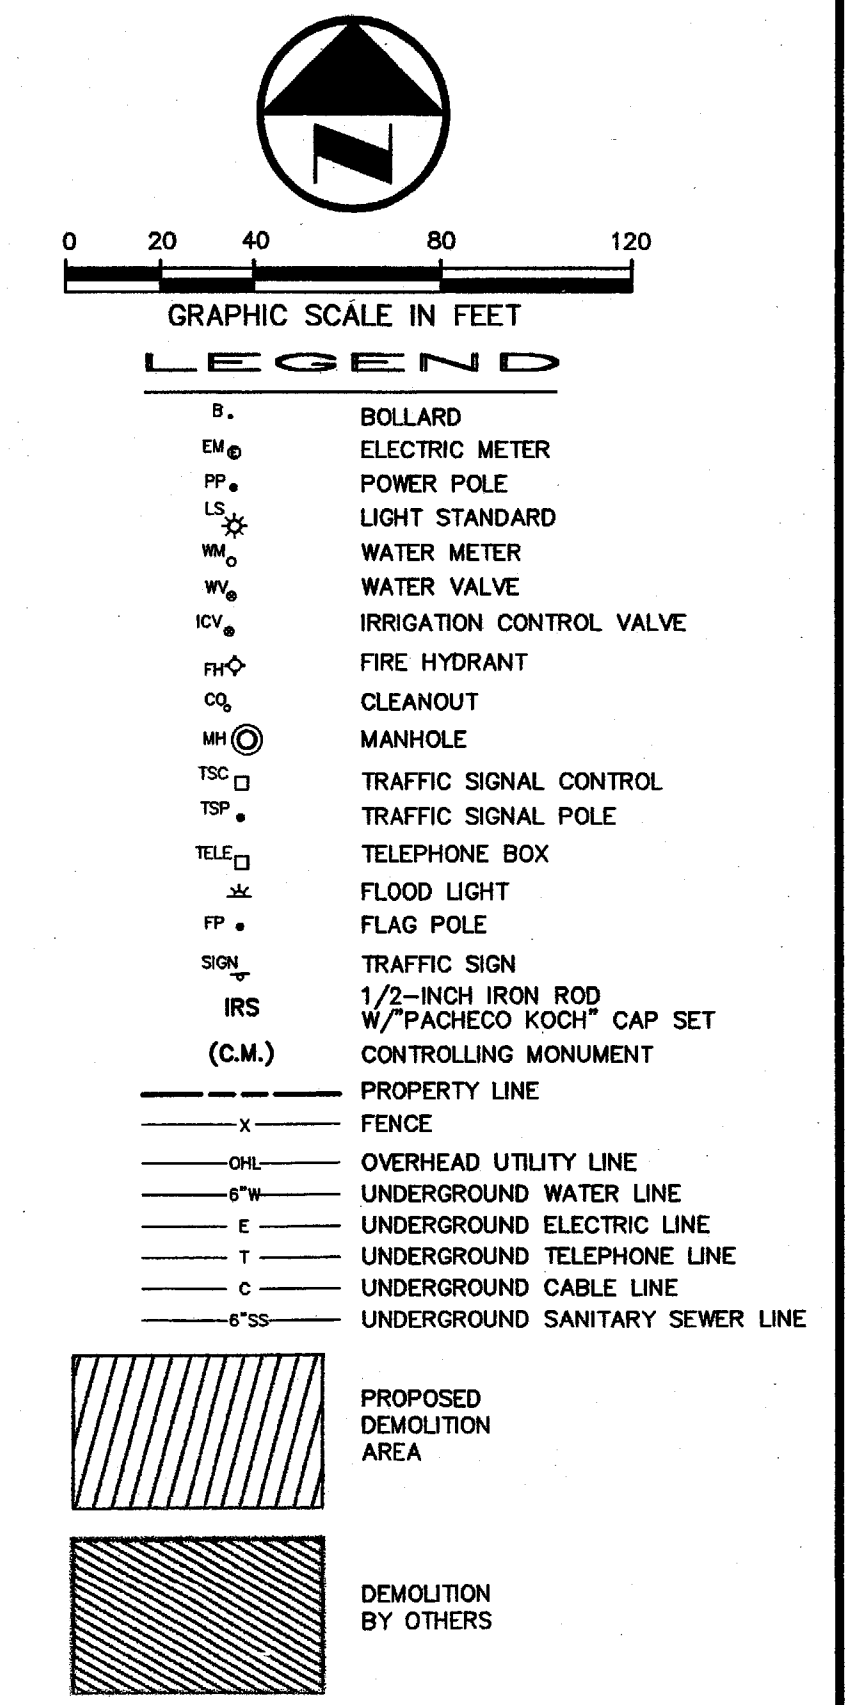 N
0 20 40 80 120
GRAPHIC SCALE IN FEET
LEGEND
B. BOLLARD
EM E ELECTRIC METER
PP POWER POLE
LS LIGHT STANDARD
WM WATER METER
WV WATER VALVE
ICV IRRIGATION CONTROL VALVE
FH FIRE HYDRANT
CO CLEANOUT
MH MANHOLE
TSC TRAFFIC SIGNAL CONTROL
TSP TRAFFIC SIGNAL POLE
TELE TELEPHONE BOX
FLOOD LIGHT
FP FLAG POLE
SIGN TRAFFIC SIGN
IRS 1/2-INCH IRON ROD
W/"PACHECO KOCH" CAP SET
(C.M.) CONTROLLING MONUMENT
PROPERTY LINE
X FENCE
OHL OVERHEAD UTILITY LINE
6"W UNDERGROUND WATER LINE
E UNDERGROUND ELECTRIC LINE
T UNDERGROUND TELEPHONE LINE
C UNDERGROUND CABLE LINE
6"SS UNDERGROUND SANITARY SEWER LINE
PROPOSED
DEMOLITION
AREA
DEMOLITION
BY OTHERS